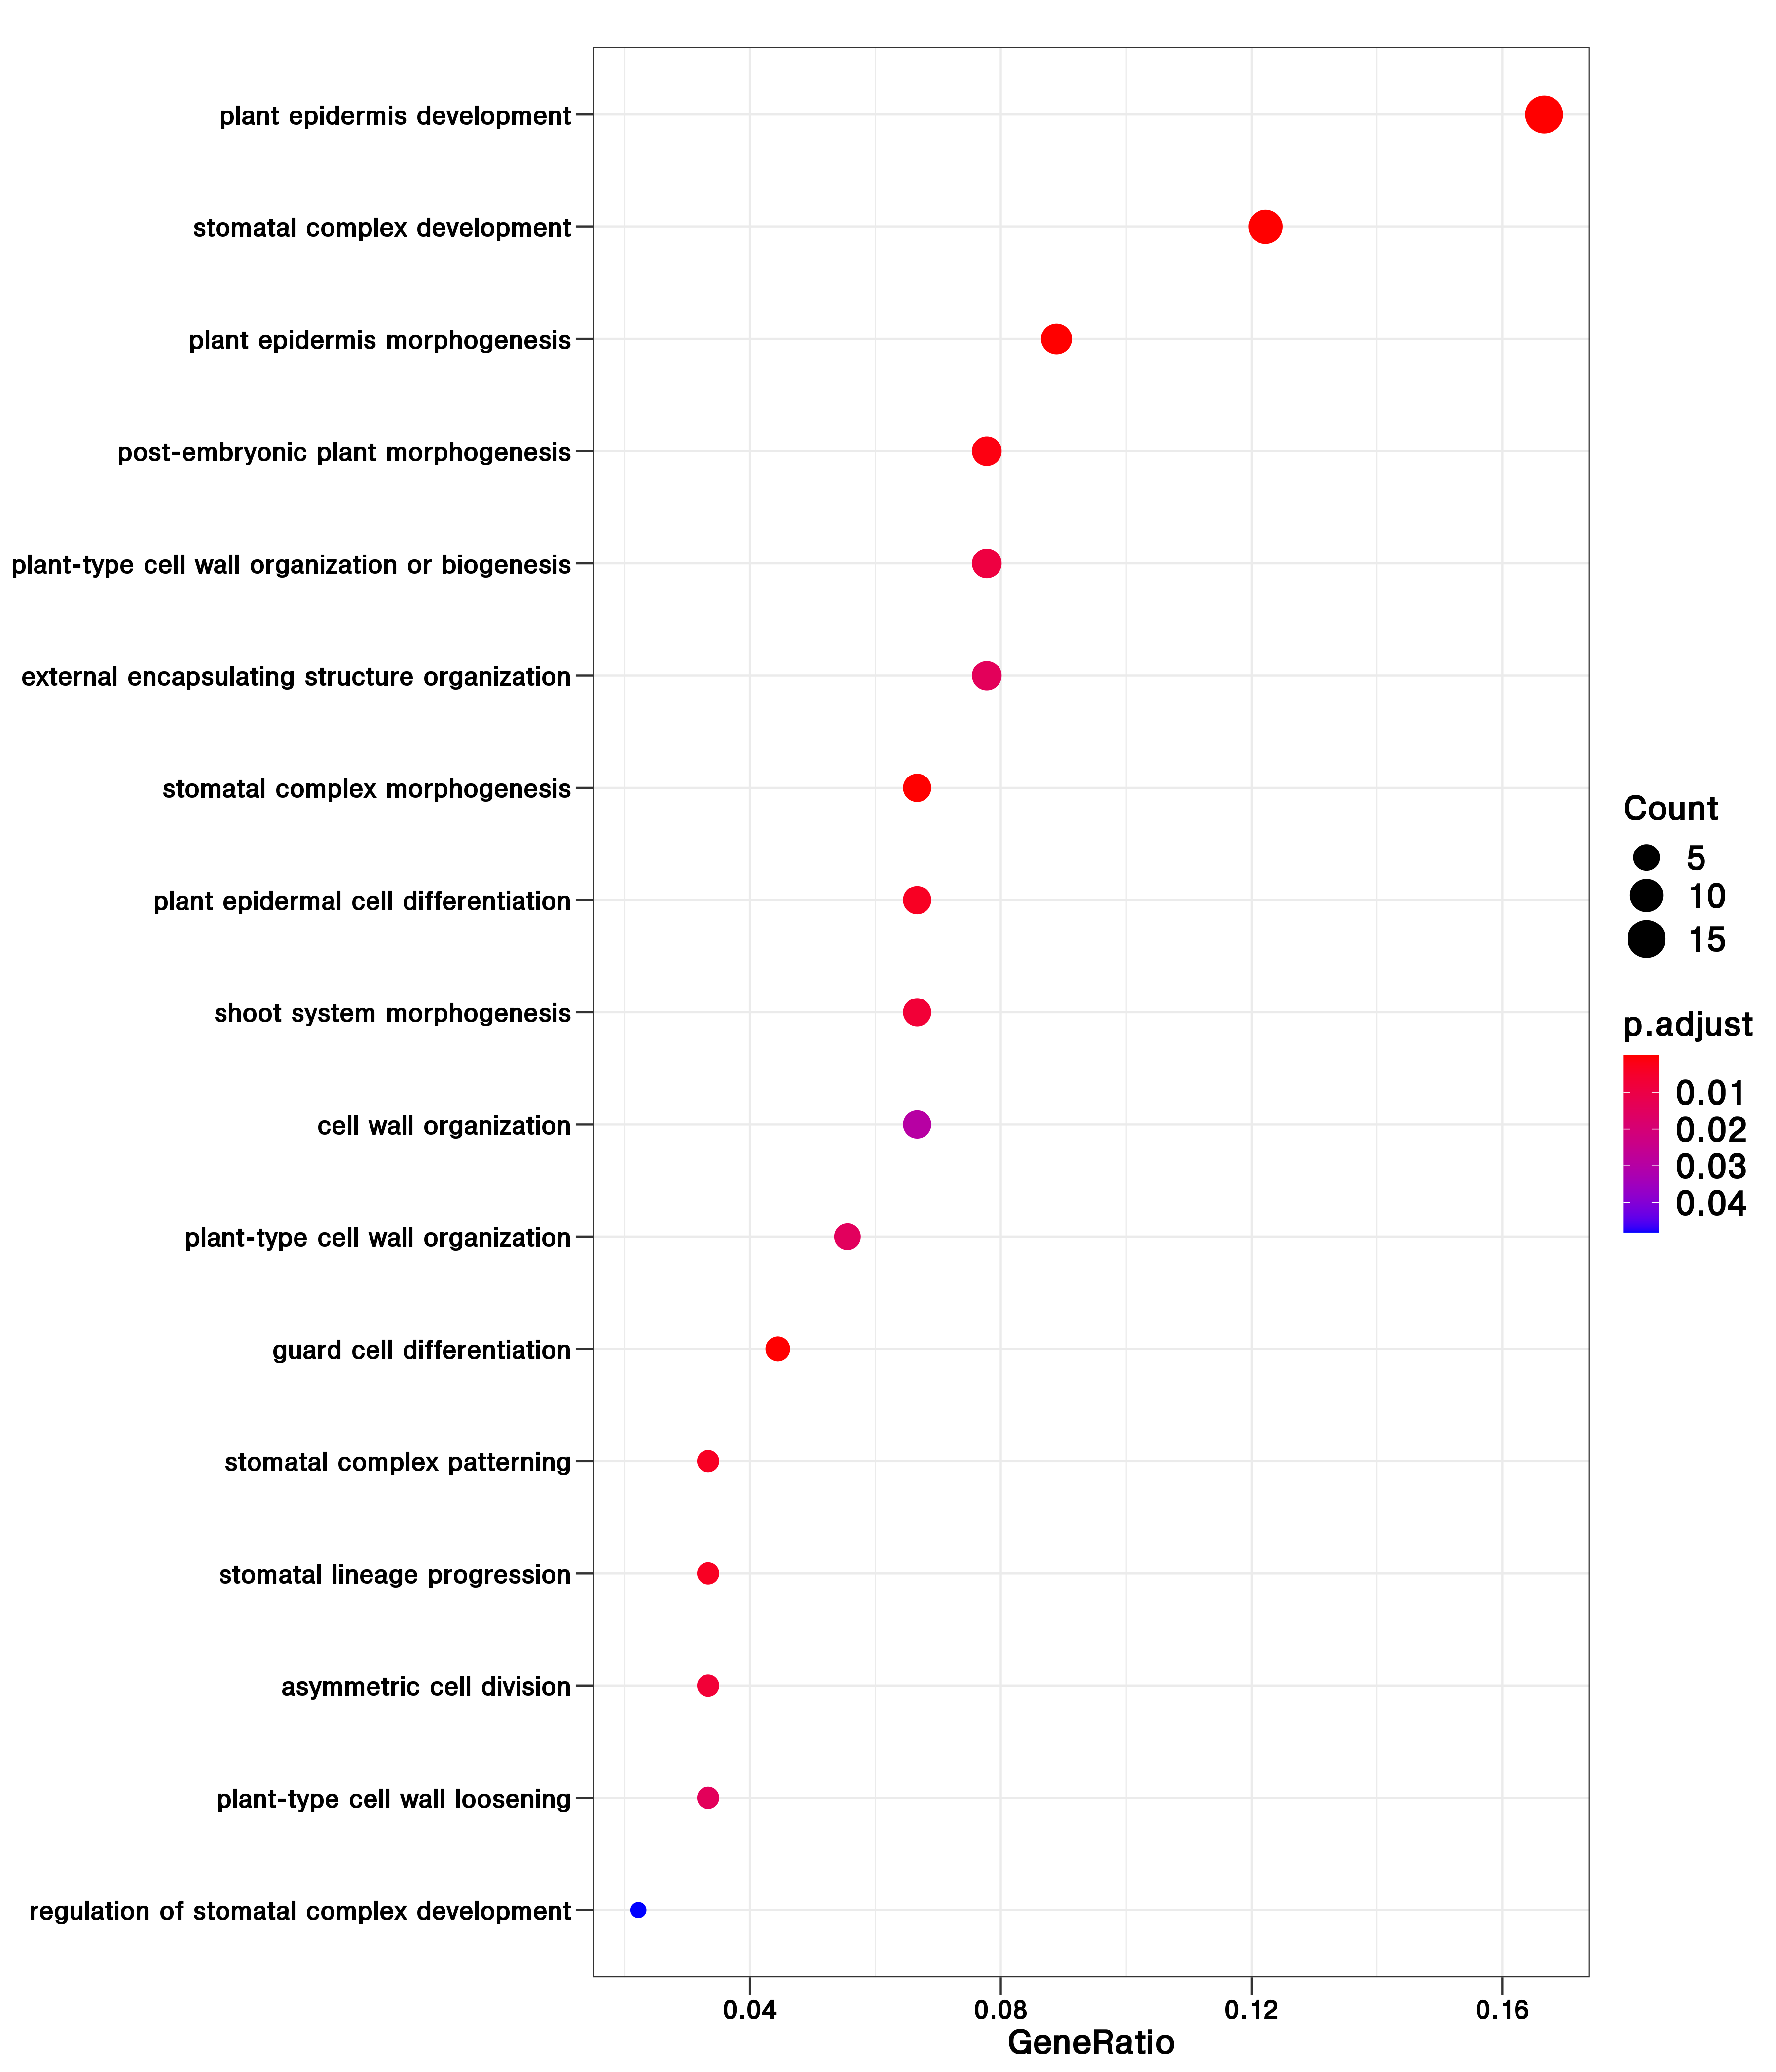 plant epidermis development
stomatal complex development
plant epidermis morphogenesis
post-embryonic plant morphogenesis
plant-type cell wall organization or biogenesis
external encapsulating structure organization
stomatal complex morphogenesis
plant epidermal cell differentiation
shoot system morphogenesis
cell wall organization
plant-type cell wall organization
guard cell differentiation
stomatal complex patterning
stomatal lineage progression
asymmetric cell division
plant-type cell wall loosening
regulation of stomatal complex development
0.04 0.08 0.12 0.16
GeneRatio
Count
5
10
15
p.adjust
0.01
0.02
0.03
0.04